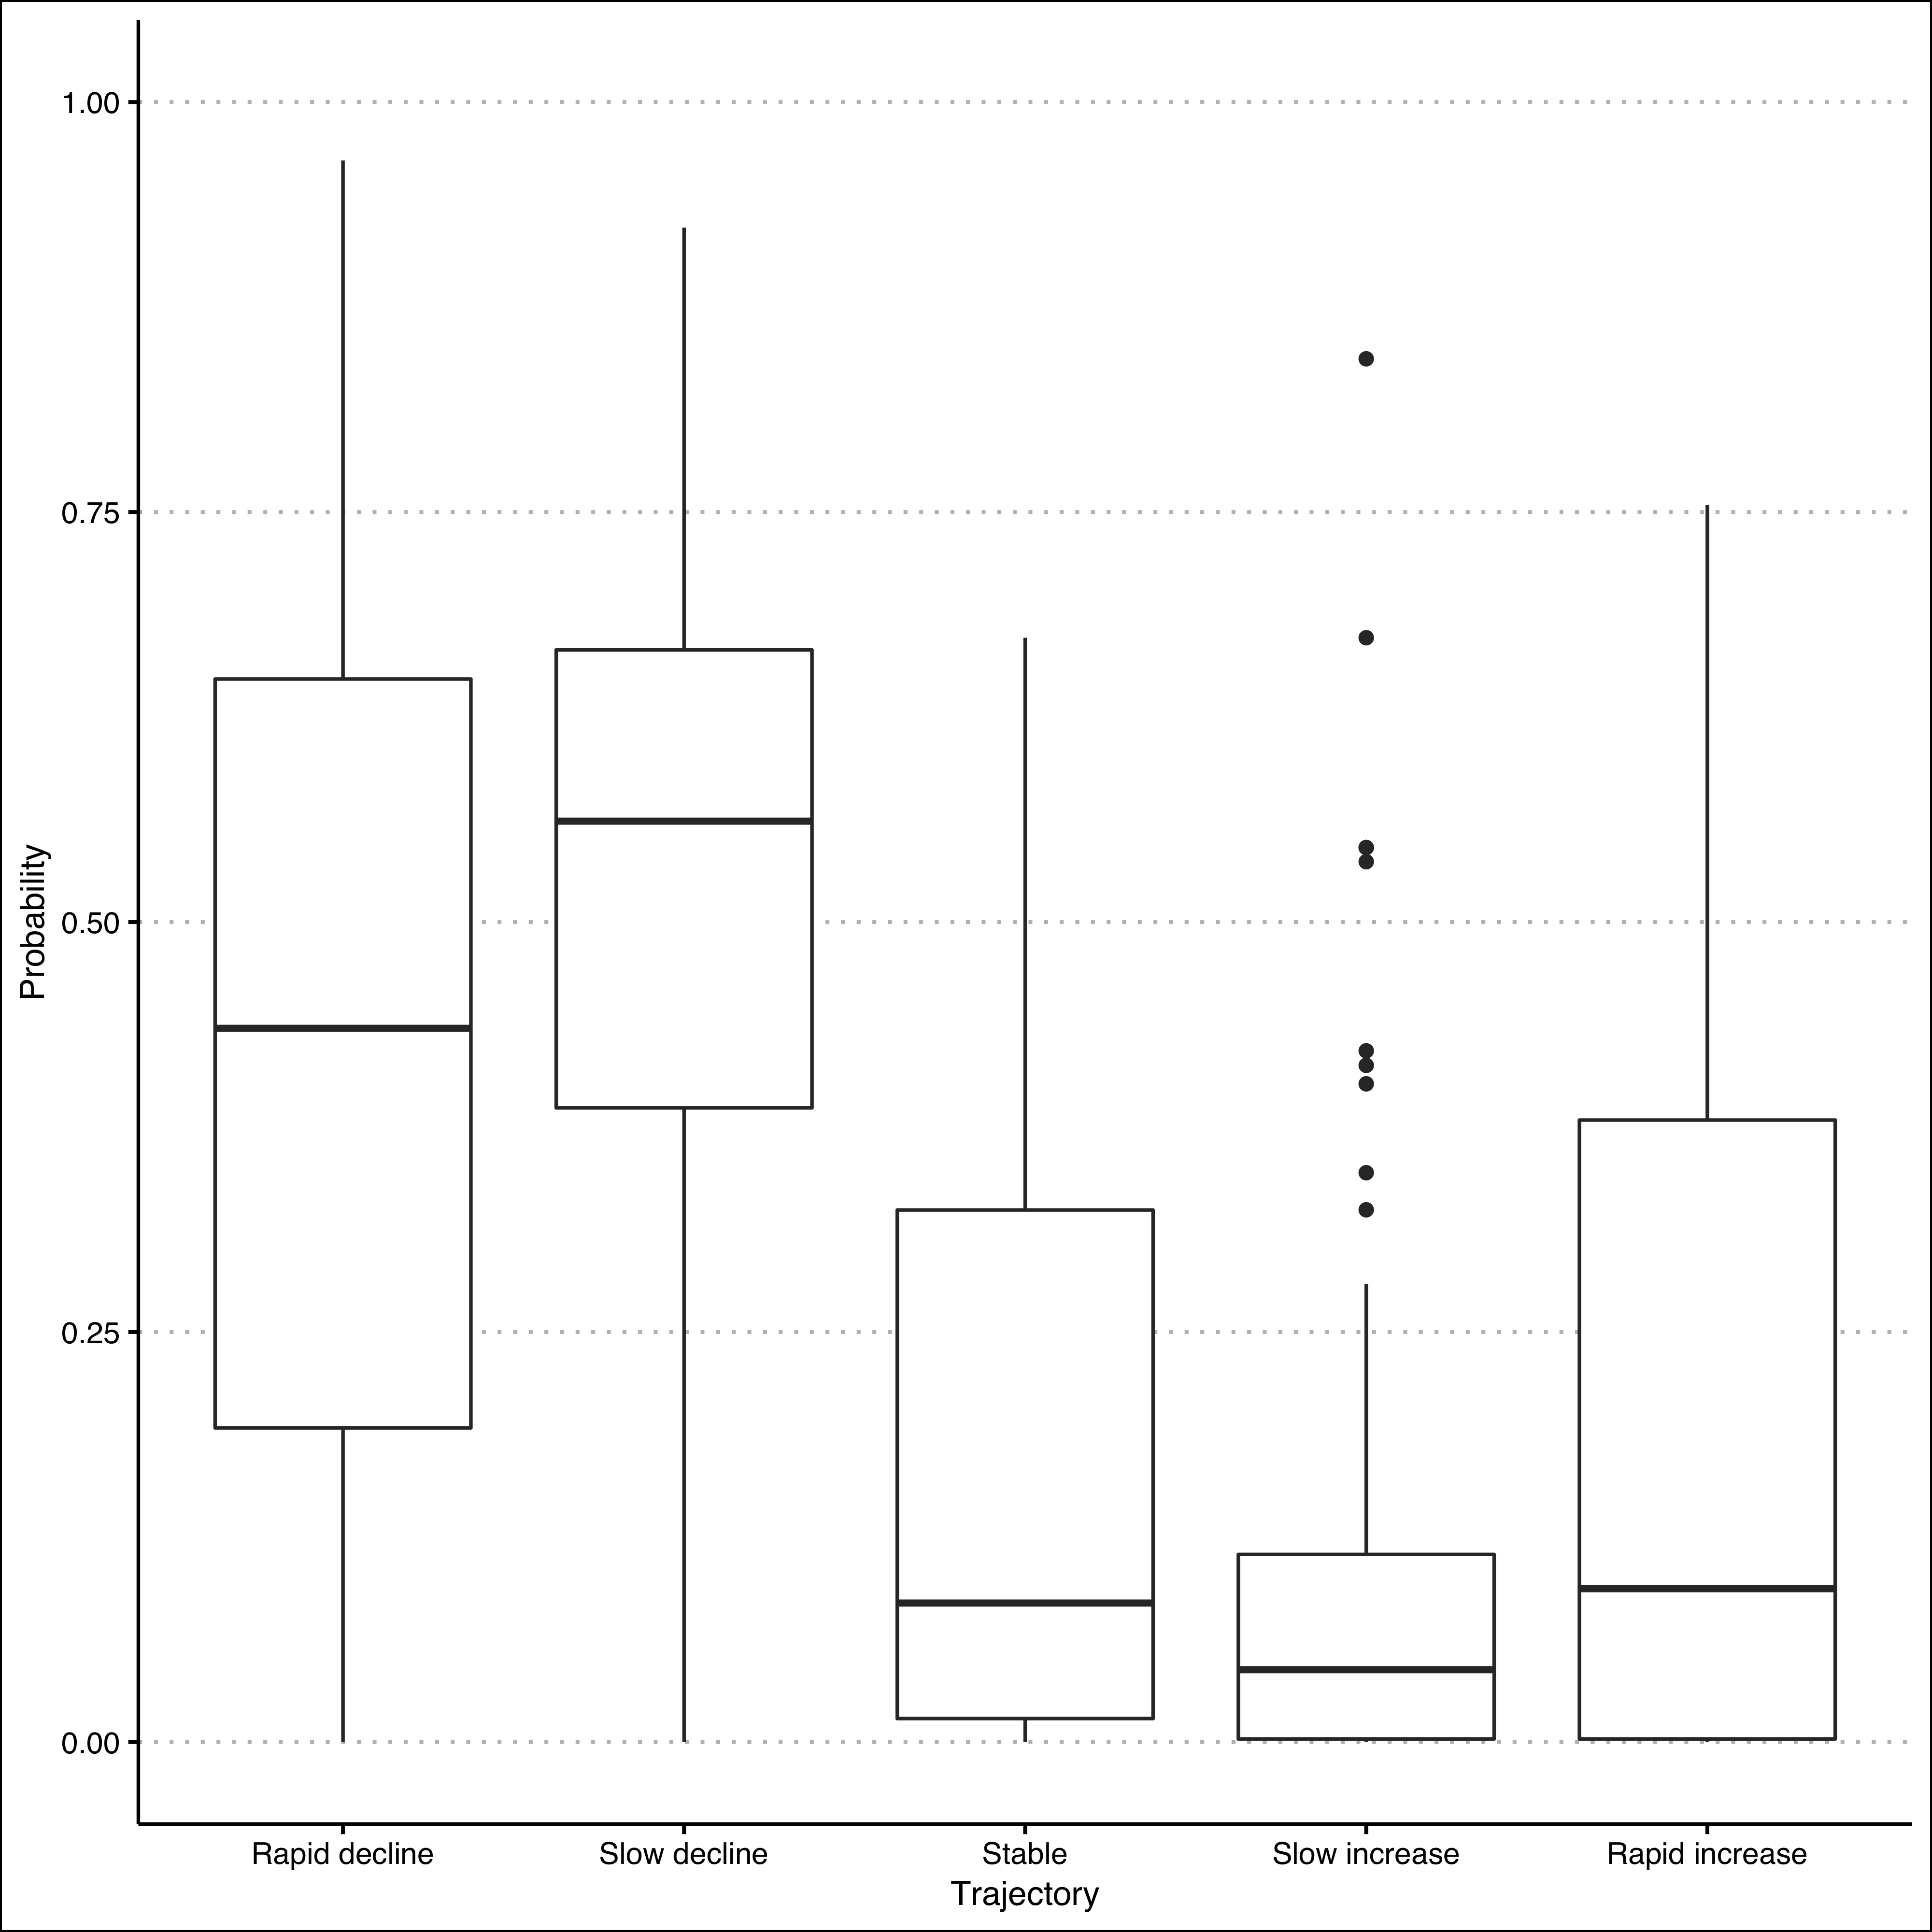 1.00
0.75
0.50
0.25
0.00
Probability
Rapid decline
Slow decline
Stable
Slow increase
Rapid increase
Trajectory